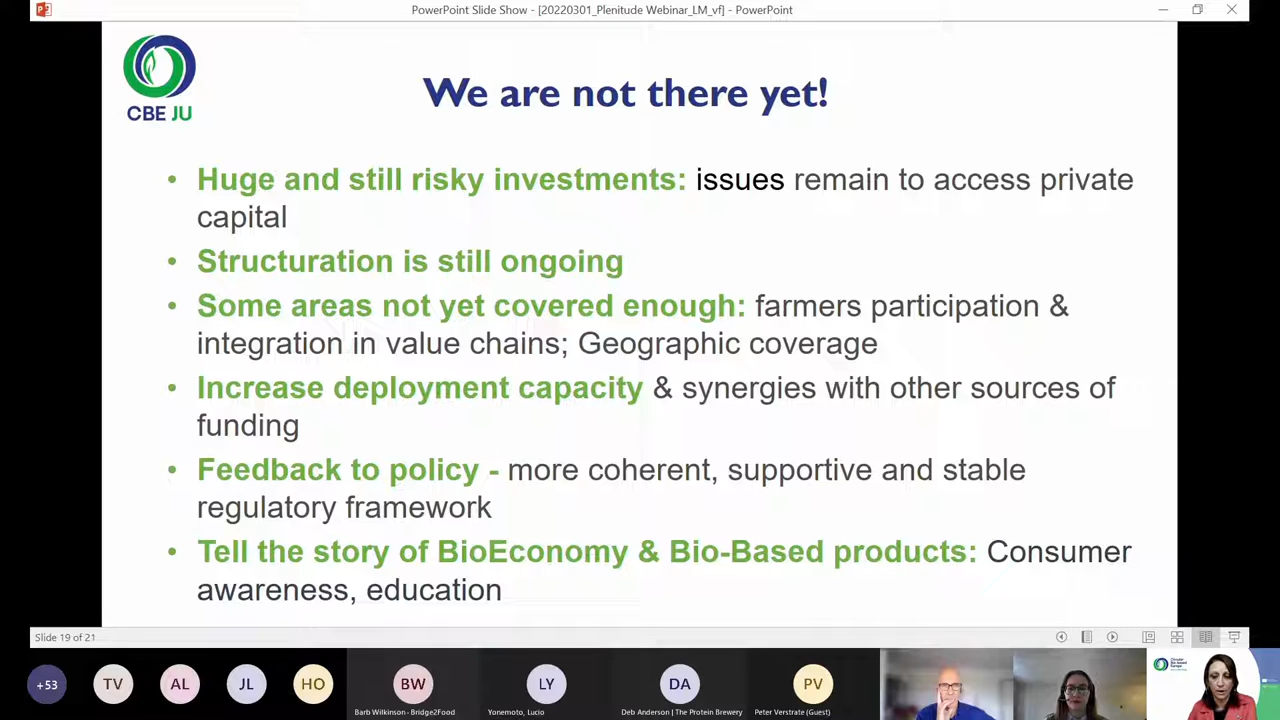 PowerPoint Slide Show - [20220301_Plenitude Webinar_LM_vf] - PowerPoint
CBE JU
We are not there yet!
• Huge and still risky investments: issues remain to access private
capital
• Structuration is still ongoing
• Some areas not yet covered enough: farmers participation &
integration in value chains; Geographic coverage
• Increase deployment capacity & synergies with other sources of
funding
• Feedback to policy - more coherent, supportive and stable
regulatory framework
• Tell the story of BioEconomy & Bio-Based products: Consumer
awareness, education
Slide 19 of 21
+53 TV AL JL HO BW LY DA PV
Barb Wilkinson - Bridge2Food Yonemoto, Lucio Deb Anderson | The Protein Brewery Peter Verstrate (Guest)